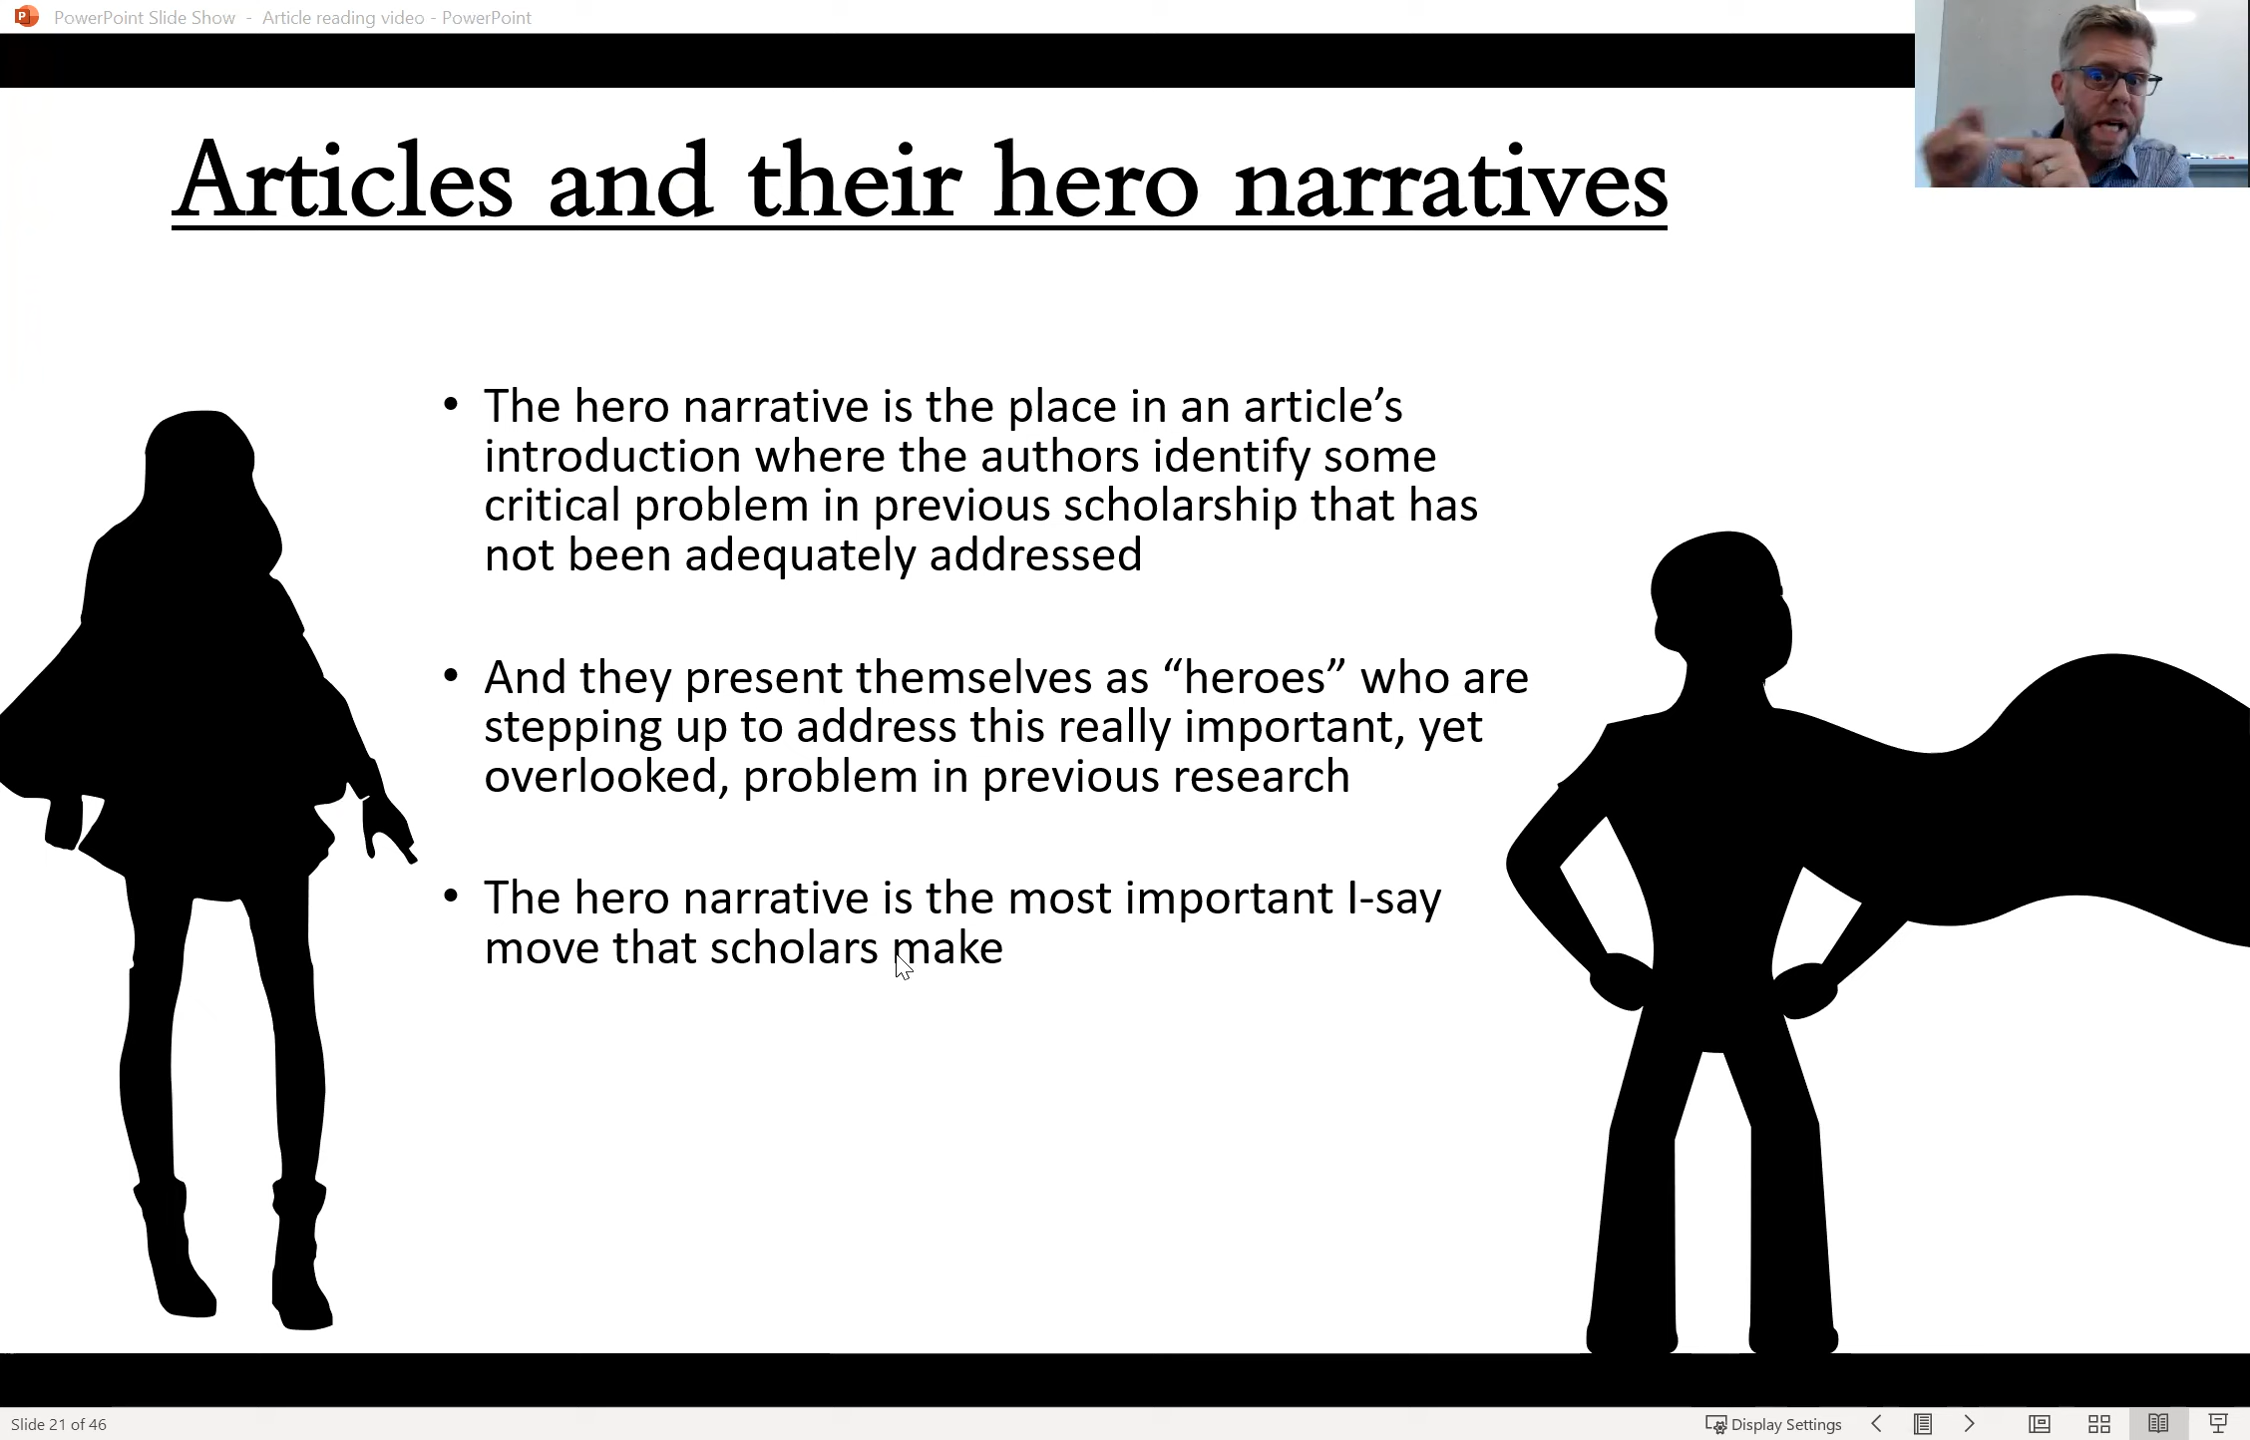 PowerPoint Slide Show - Article reading video - PowerPoint
Articles and their hero narratives
• The hero narrative is the place in an article’s
introduction where the authors identify some
critical problem in previous scholarship that has
not been adequately addressed
• And they present themselves as “heroes” who are
stepping up to address this really important, yet
overlooked, problem in previous research
• The hero narrative is the most important I-say
move that scholars make
Slide 21 of 46
Display Settings